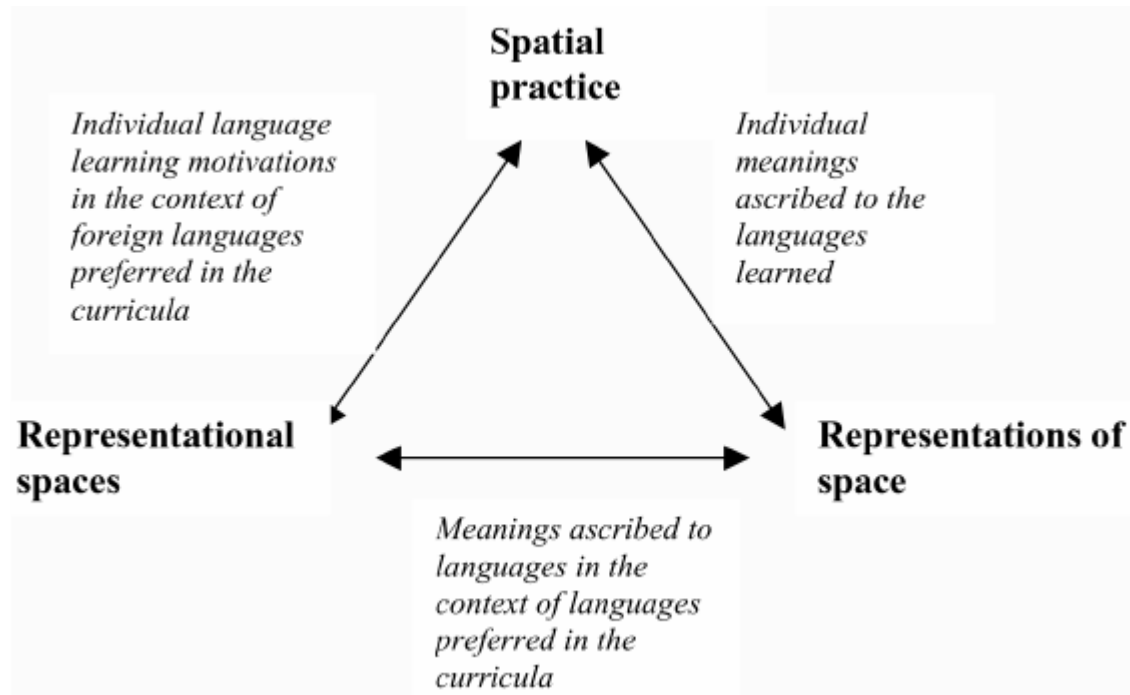 Spatial
practice
Individual language
learning motivations
in the context of
foreign languages
preferred in the
curricula
Individual
meanings
ascribed to the
languages
learned
Representational
spaces
Representations of
space
Meanings ascribed to
languages in the
context of languages
preferred in the
curricula